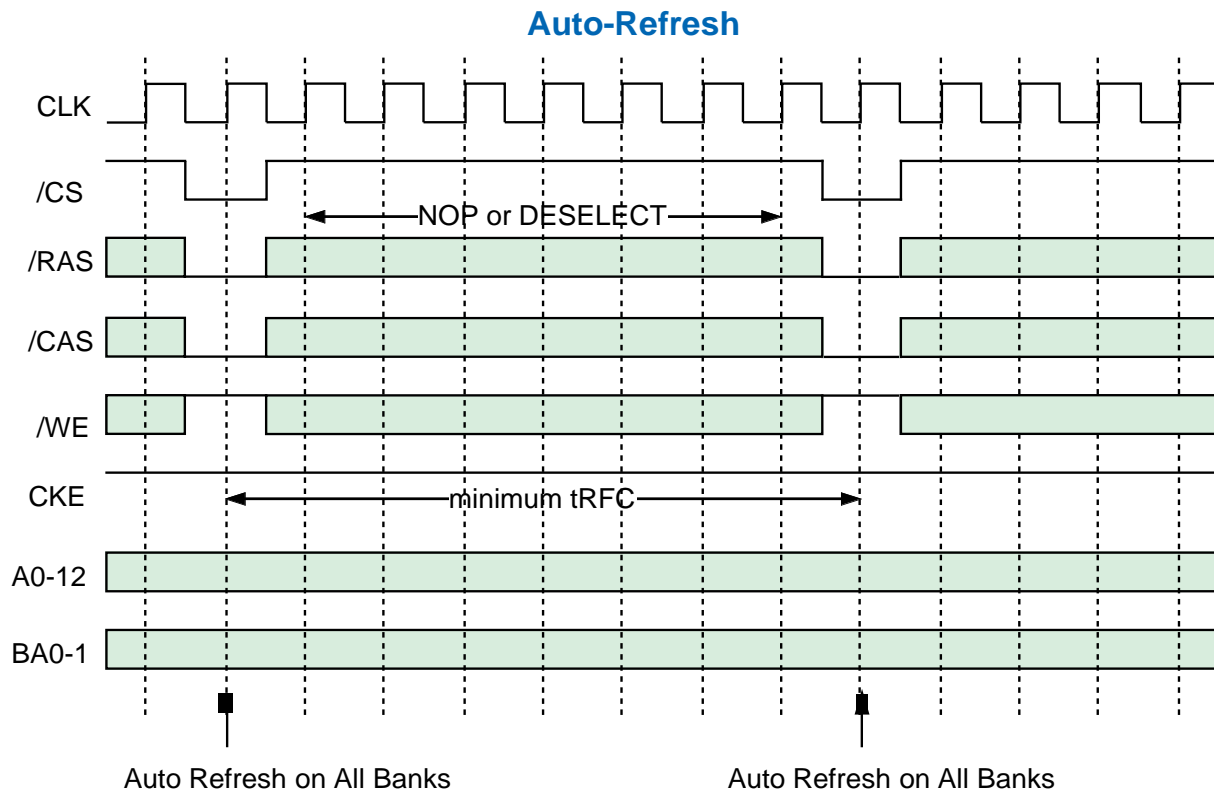 Auto-Refresh
CLK
/CS
NOP or DESELECT
/RAS
/CAS
/WE
CKE
minimum tRFC
A0-12
BA0-1
Auto Refresh on All Banks
Auto Refresh on All Banks